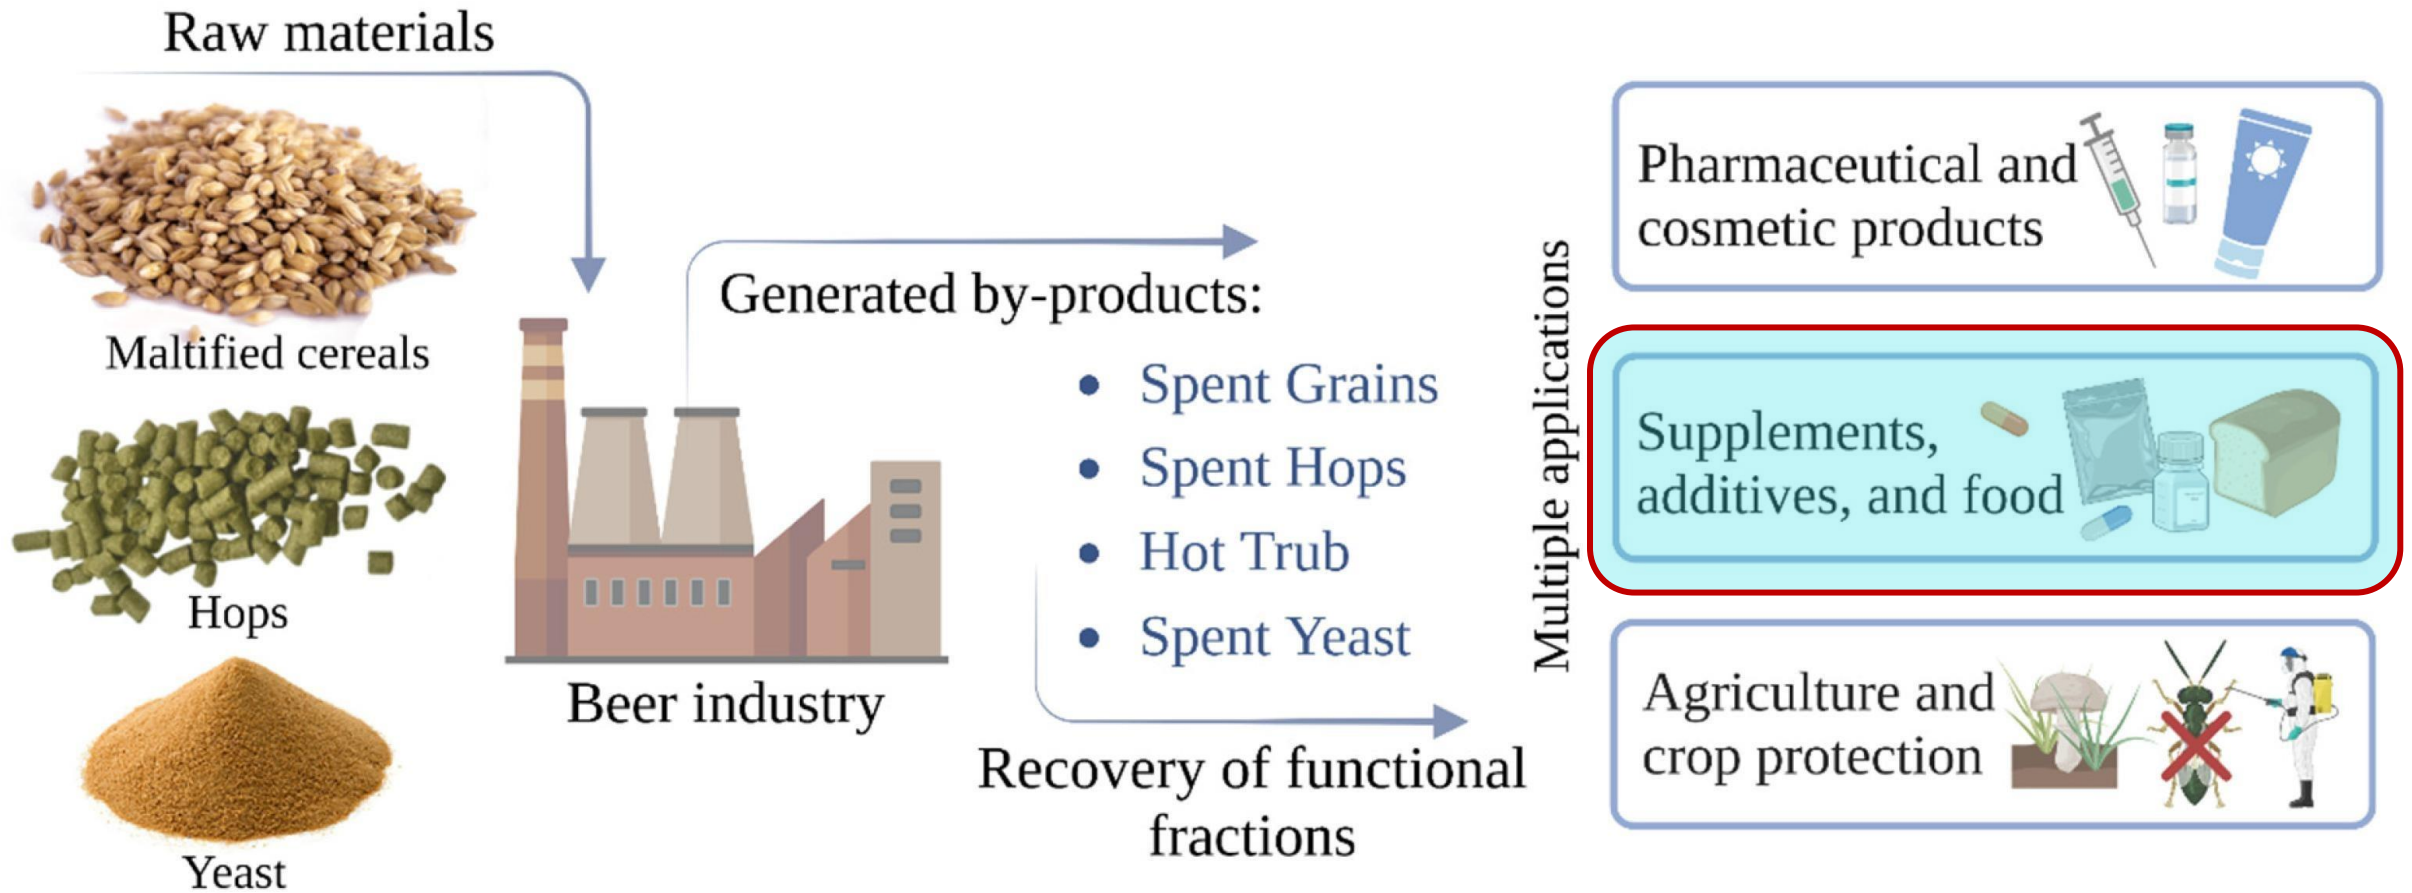 Raw materials
Maltified cereals
Hops
Yeast
Beer industry
Generated by-products:
• Spent Grains
• Spent Hops
• Hot Trub
• Spent Yeast
Recovery of functional
fractions
Multiple applications
Pharmaceutical and
cosmetic products
Supplements,
additives, and food
Agriculture and
crop protection